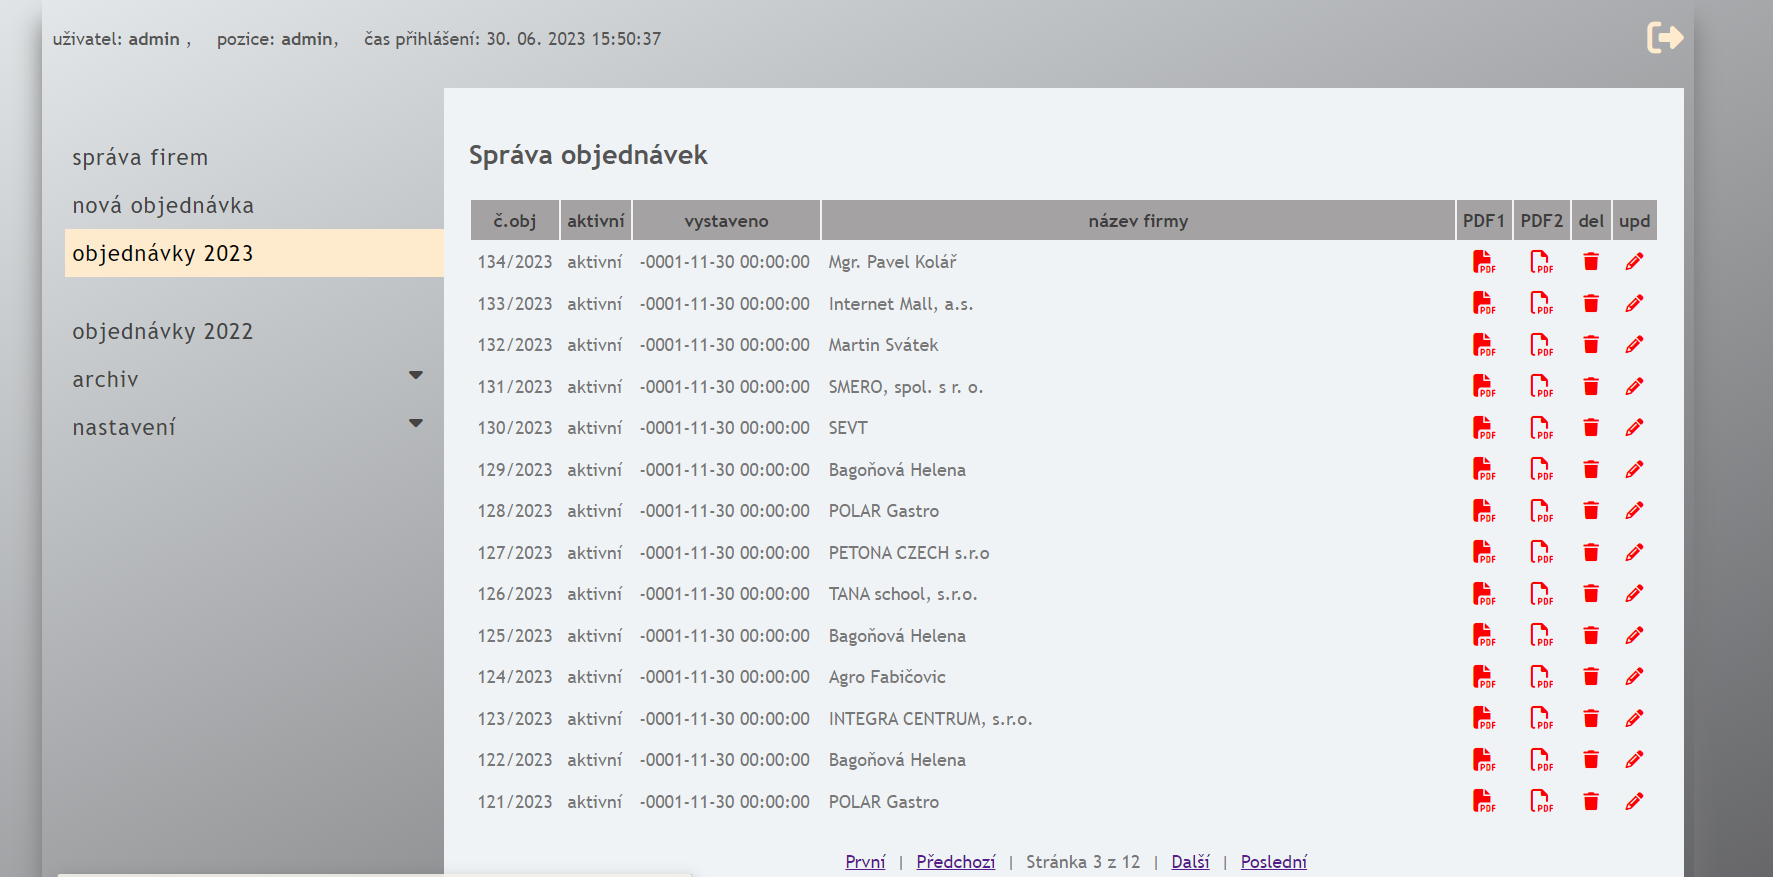 uživatel: admin , pozice: admin, čas přihlášení: 30. 06. 2023 15:50:37
správa firem
nová objednávka
objednávky 2023
objednávky 2022
archiv
nastavení
Správa objednávek
č.obj aktivní vystaveno název firmy PDF1 PDF2 del upd
134/2023 aktivní -0001-11-30 00:00:00 Mgr. Pavel Kolář PDF PDF
133/2023 aktivní -0001-11-30 00:00:00 Internet Mall, a.s. PDF PDF
132/2023 aktivní -0001-11-30 00:00:00 Martin Svátek PDF PDF
131/2023 aktivní -0001-11-30 00:00:00 SMERO, spol. s r. o. PDF PDF
130/2023 aktivní -0001-11-30 00:00:00 SEVT PDF PDF
129/2023 aktivní -0001-11-30 00:00:00 Bagoňová Helena PDF PDF
128/2023 aktivní -0001-11-30 00:00:00 POLAR Gastro PDF PDF
127/2023 aktivní -0001-11-30 00:00:00 PETONA CZECH s.r.o PDF PDF
126/2023 aktivní -0001-11-30 00:00:00 TANA school, s.r.o. PDF PDF
125/2023 aktivní -0001-11-30 00:00:00 Bagoňová Helena PDF PDF
124/2023 aktivní -0001-11-30 00:00:00 Agro Fabičovic PDF PDF
123/2023 aktivní -0001-11-30 00:00:00 INTEGRA CENTRUM, s.r.o. PDF PDF
122/2023 aktivní -0001-11-30 00:00:00 Bagoňová Helena PDF PDF
121/2023 aktivní -0001-11-30 00:00:00 POLAR Gastro PDF PDF
První | Předchozí | Stránka 3 z 12 | Další | Poslední